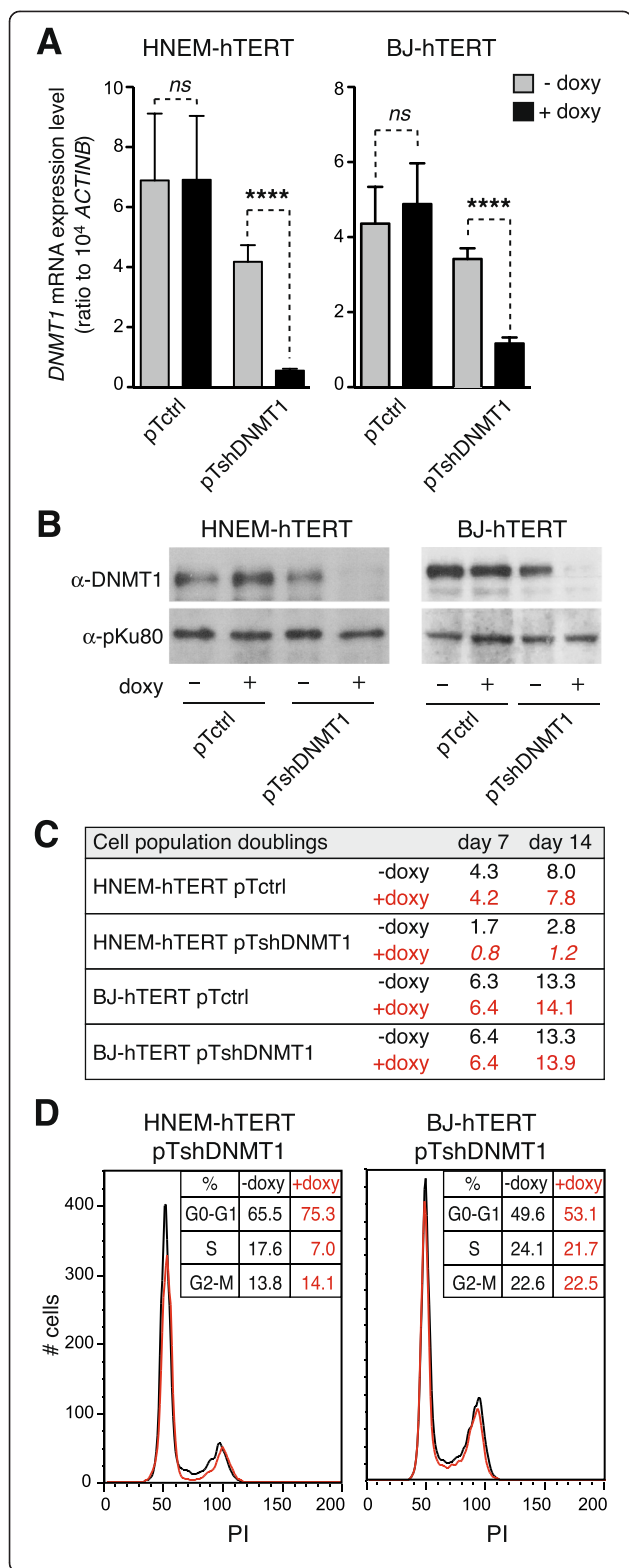 A
HNEM-hTERT
BJ-hTERT
DNMT1 mRNA expression level
(ratio to 10⁴ ACTINB)
10
8
6
4
2
0
ns
****
pTctrl
pTshDNMT1
8
6
4
2
0
ns
****
pTctrl
pTshDNMT1
- doxy
+ doxy
B
HNEM-hTERT
BJ-hTERT
α-DNMT1
α-pKu80
doxy − + − + − + − +
pTctrl
pTshDNMT1
pTctrl
pTshDNMT1
C
Cell population doublings day 7 day 14
HNEM-hTERT pTctrl
-doxy 4.3 8.0
+doxy 4.2 7.8
HNEM-hTERT pTshDNMT1
-doxy 1.7 2.8
+doxy 0.8 1.2
BJ-hTERT pTctrl
-doxy 6.3 13.3
+doxy 6.4 14.1
BJ-hTERT pTshDNMT1
-doxy 6.4 13.3
+doxy 6.4 13.9
D
HNEM-hTERT
pTshDNMT1
BJ-hTERT
pTshDNMT1
# cells
400
300
200
100
0
% -doxy +doxy
G0-G1 65.5 75.3
S 17.6 7.0
G2-M 13.8 14.1
0 50 100 150 200
PI
% -doxy +doxy
G0-G1 49.6 53.1
S 24.1 21.7
G2-M 22.6 22.5
0 50 100 150 200
PI